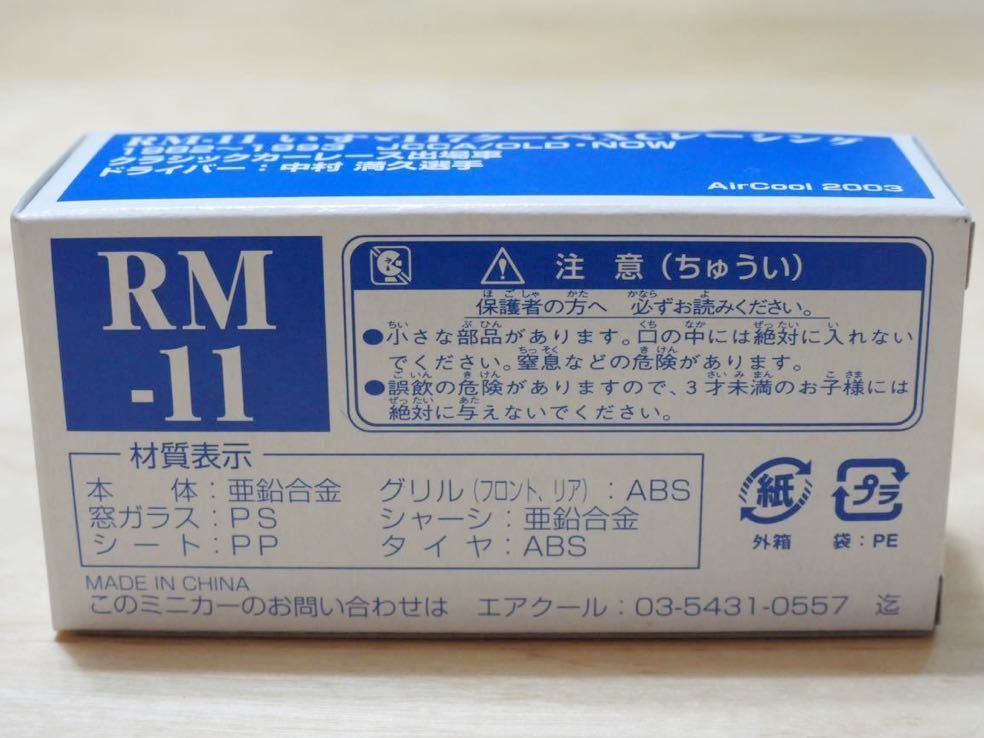 RM-11 いすゞ117クーペXCレーシング
1982～1993 JCCA/OLD・NOW
クラシックカーレース出場車
ドライバー：中村 満久選手
AirCool 2003
RM
-11
注 意（ちゅうい）
保護者の方へ 必ずお読みください。
●小さな部品があります。口の中には絶対に入れない
でください。窒息などの危険があります。
●誤飲の危険がありますので、3才未満のお子様には
絶対に与えないでください。
材質表示
本 体：亜鉛合金 グリル（フロント、リア）：ABS
窓ガラス：PS シャーシ：亜鉛合金
シート：PP タイヤ：ABS
紙
外箱
プラ
袋：PE
MADE IN CHINA
このミニカーのお問い合わせは エアクール：03-5431-0557 迄